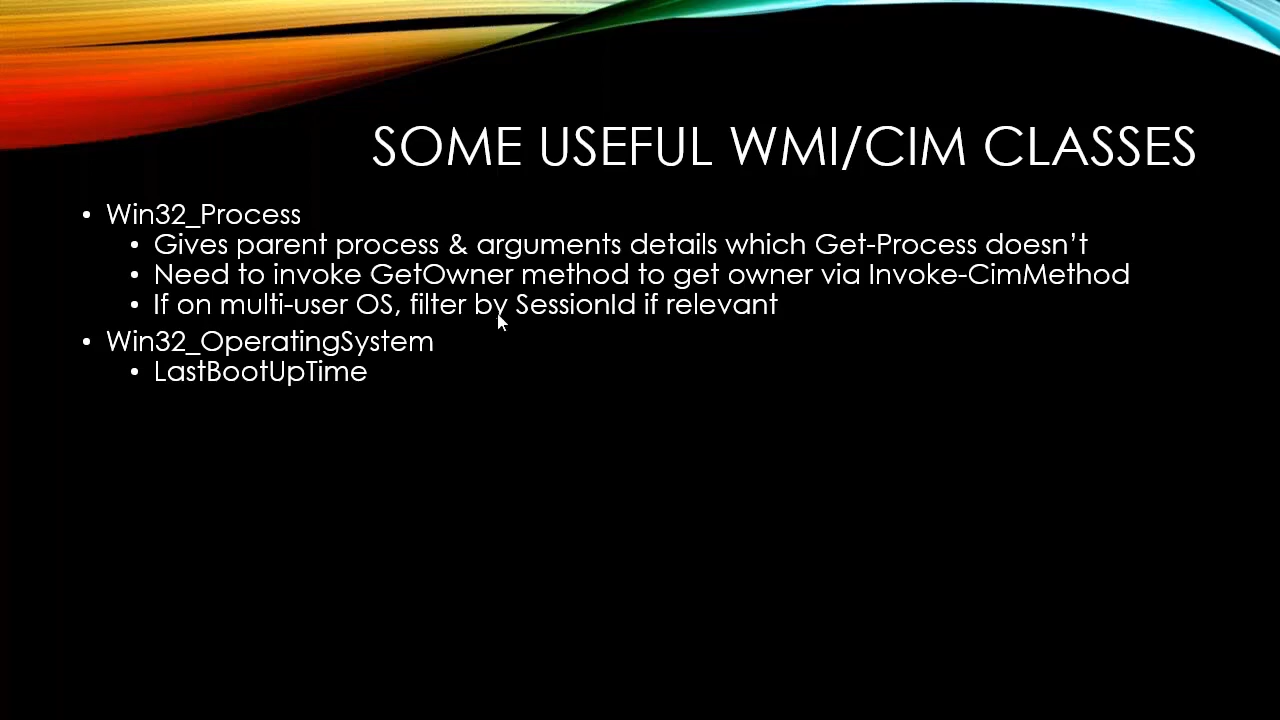 SOME USEFUL WMI/CIM CLASSES
• Win32_Process
• Gives parent process & arguments details which Get-Process doesn’t
• Need to invoke GetOwner method to get owner via Invoke-CimMethod
• If on multi-user OS, filter by SessionId if relevant
• Win32_OperatingSystem
• LastBootUpTime